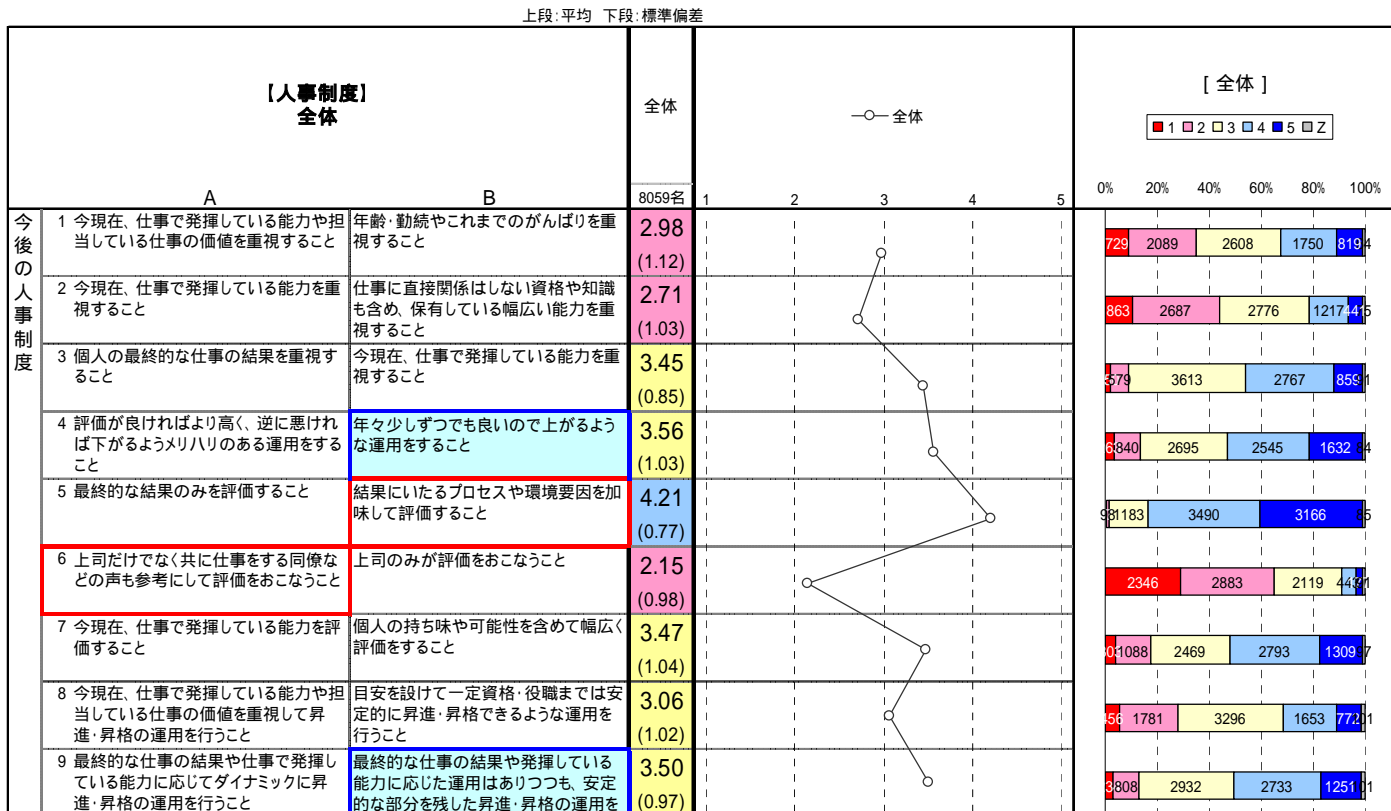 上段:平均 下段:標準偏差
【人事制度】
全体
A
B
全体
8059名
全体
1
2
3
4
5
[ 全体 ]
1 2 3 4 5 Z
0% 20% 40% 60% 80% 100%
今後の人事制度
1 今現在、仕事で発揮している能力や担
当している仕事の価値を重視すること
年齢・勤続やこれまでのがんばりを重
視すること
2.98
(1.12)
729 2089 2608 1750 819
2 今現在、仕事で発揮している能力を重
視すること
仕事に直接関係はしない資格や知識
も含め、保有している幅広い能力を重
視すること
2.71
(1.03)
863 2687 2776 1217
3 個人の最終的な仕事の結果を重視す
ること
今現在、仕事で発揮している能力を重
視すること
3.45
(0.85)
579 3613 2767 859
4 評価が良ければより高く、逆に悪けれ
ば下がるようメリハリのある運用をする
こと
年々少しずつでも良いので上がるよう
な運用をすること
3.56
(1.03)
840 2695 2545 1632
5 最終的な結果のみを評価すること
結果にいたるプロセスや環境要因を加
味して評価すること
4.21
(0.77)
1183 3490 3166
6 上司だけでなく共に仕事をする同僚な
どの声も参考にして評価をおこなうこと
上司のみが評価をおこなうこと
2.15
(0.98)
2346 2883 2119
7 今現在、仕事で発揮している能力を評
価すること
個人の持ち味や可能性を含めて幅広く
評価をすること
3.47
(1.04)
1088 2469 2793 1309
8 今現在、仕事で発揮している能力や担
当している仕事の価値を重視して昇
進・昇格の運用を行うこと
目安を設けて一定資格・役職までは安
定的に昇進・昇格できるような運用を
行うこと
3.06
(1.02)
456 1781 3296 1653 772
9 最終的な仕事の結果や仕事で発揮し
ている能力に応じてダイナミックに昇
進・昇格の運用を行うこと
最終的な仕事の結果や発揮している
能力に応じた運用はありつつも、安定
的な部分を残した昇進・昇格の運用を
3.50
(0.97)
808 2932 2733 1251